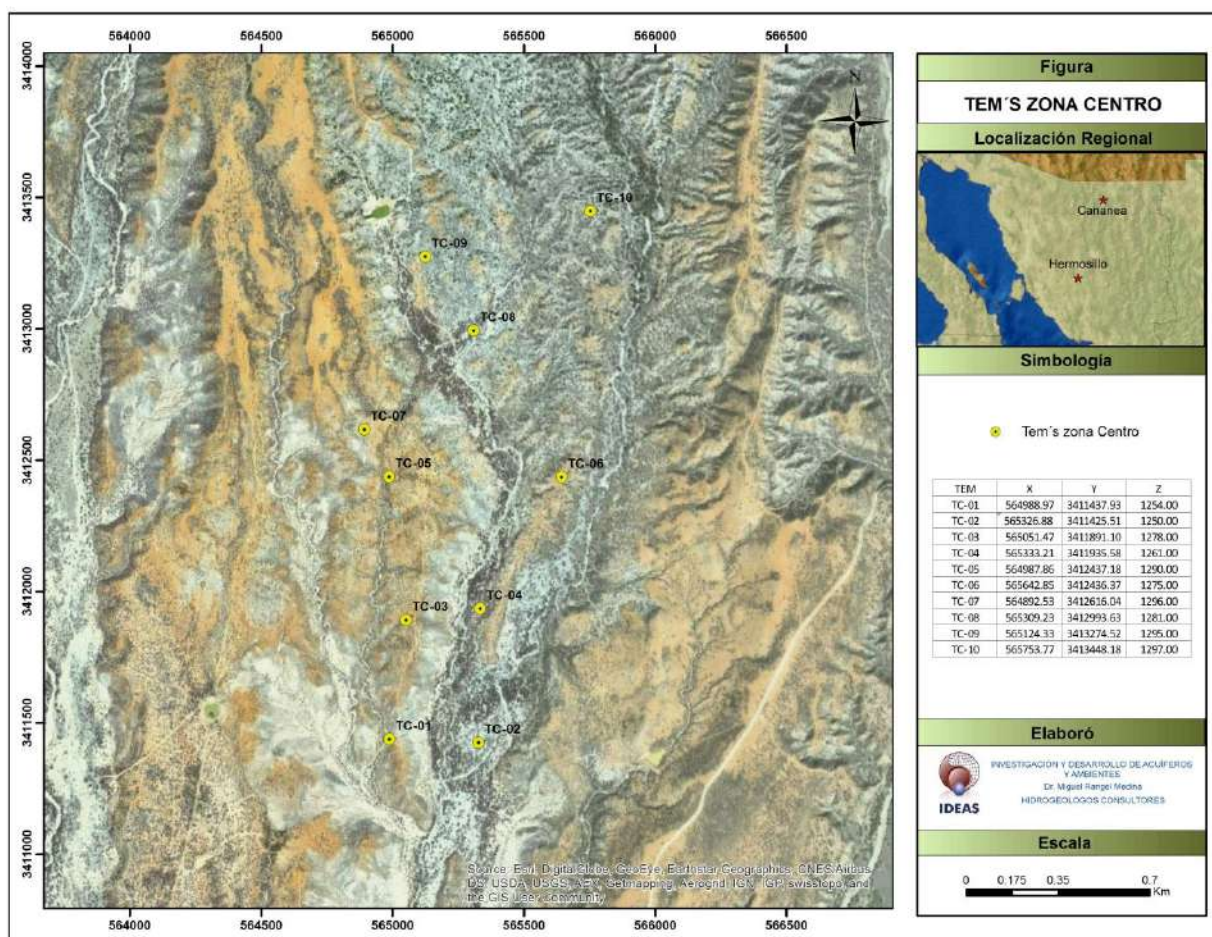 564000 564500 565000 565500 566000 566500
3414000
3413500
3413000
3412500
3412000
3411500
3411000
TC-10
TC-09
TC-08
TC-07
TC-05
TC-06
TC-04
TC-03
TC-01
TC-02
N
Source: Esri, DigitalGlobe, GeoEye, Earthstar Geographics, CNES/Airbus
DS, USDA, USGS, AEX, Getmapping, Aerogrid, IGN, IGP, swisstopo, and
the GIS User Community
564000 564500 565000 565500 566000 566500
Figura
TEM´S ZONA CENTRO
Localización Regional
Cananea
Hermosillo
Simbología
Tem´s zona Centro
TEM X Y Z
TC-01 564988.97 3411437.93 1254.00
TC-02 565326.88 3411425.51 1250.00
TC-03 565051.47 3411891.10 1278.00
TC-04 565333.21 3411935.58 1261.00
TC-05 564987.86 3412437.18 1290.00
TC-06 565642.85 3412436.37 1275.00
TC-07 564892.53 3412616.04 1296.00
TC-08 565309.23 3412993.63 1281.00
TC-09 565124.33 3413274.52 1295.00
TC-10 565753.77 3413448.18 1297.00
Elaboró
IDEAS
INVESTIGACIÓN Y DESARROLLO DE ACUÍFEROS
Y AMBIENTES
Dr. Miguel Rangel Medina
HIDROGEOLOGOS CONSULTORES
Escala
0 0.175 0.35 0.7
Km